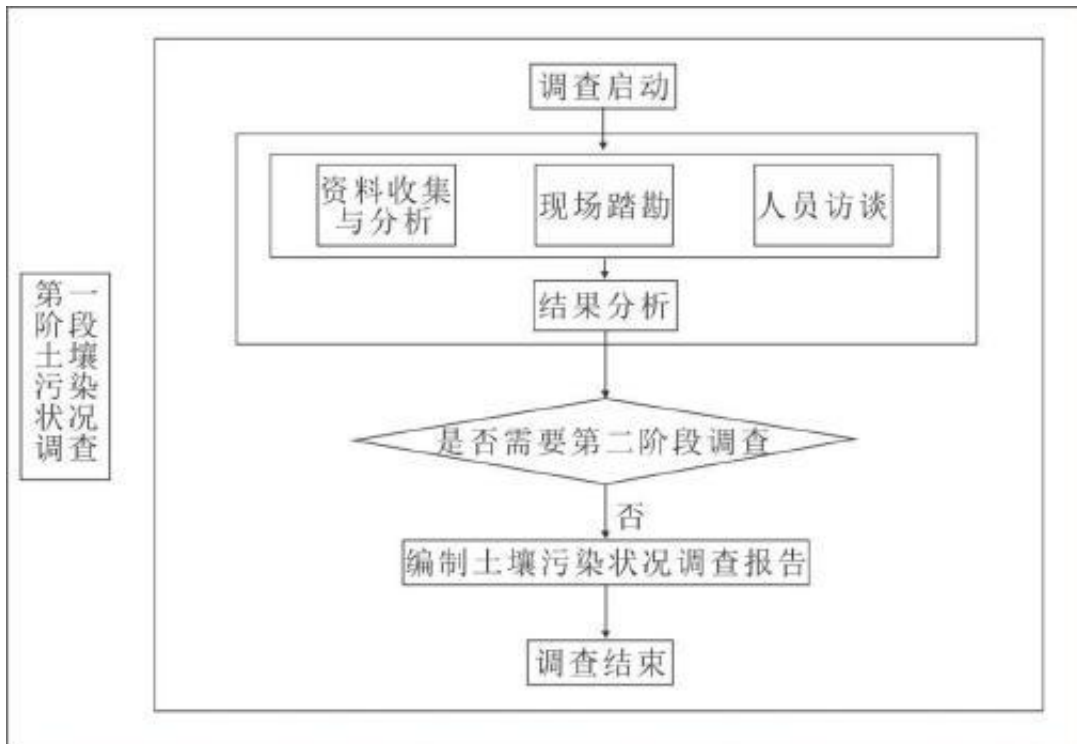 调查启动
资料收集
与分析
现场踏勘
人员访谈
结果分析
第一
阶段
土壤
污染
状况
调查
是否需要第二阶段调查
否
编制土壤污染状况调查报告
调查结束